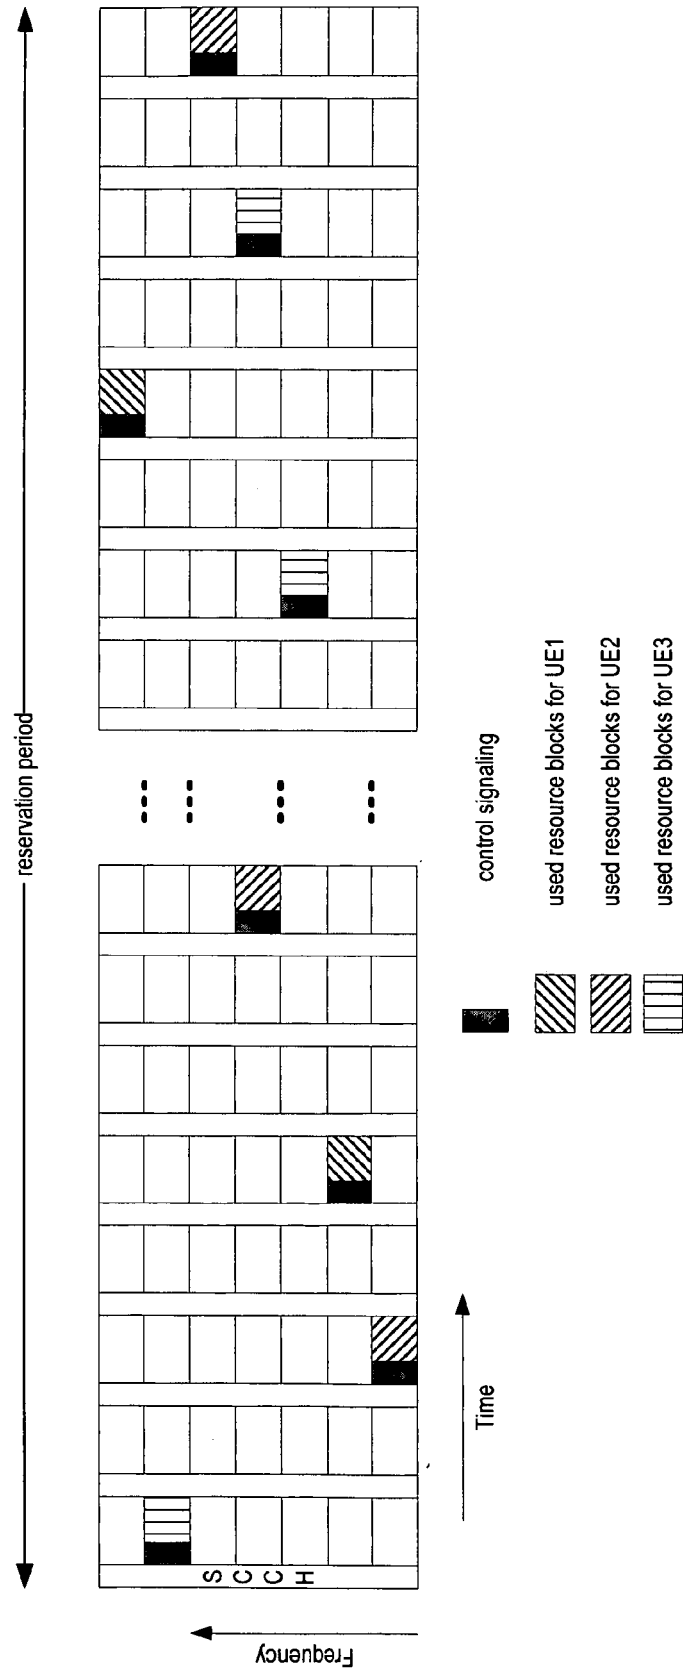 reservation period
Frequency
S
C
C
H
Time
control signaling
used resource blocks for UE1
used resource blocks for UE2
used resource blocks for UE3